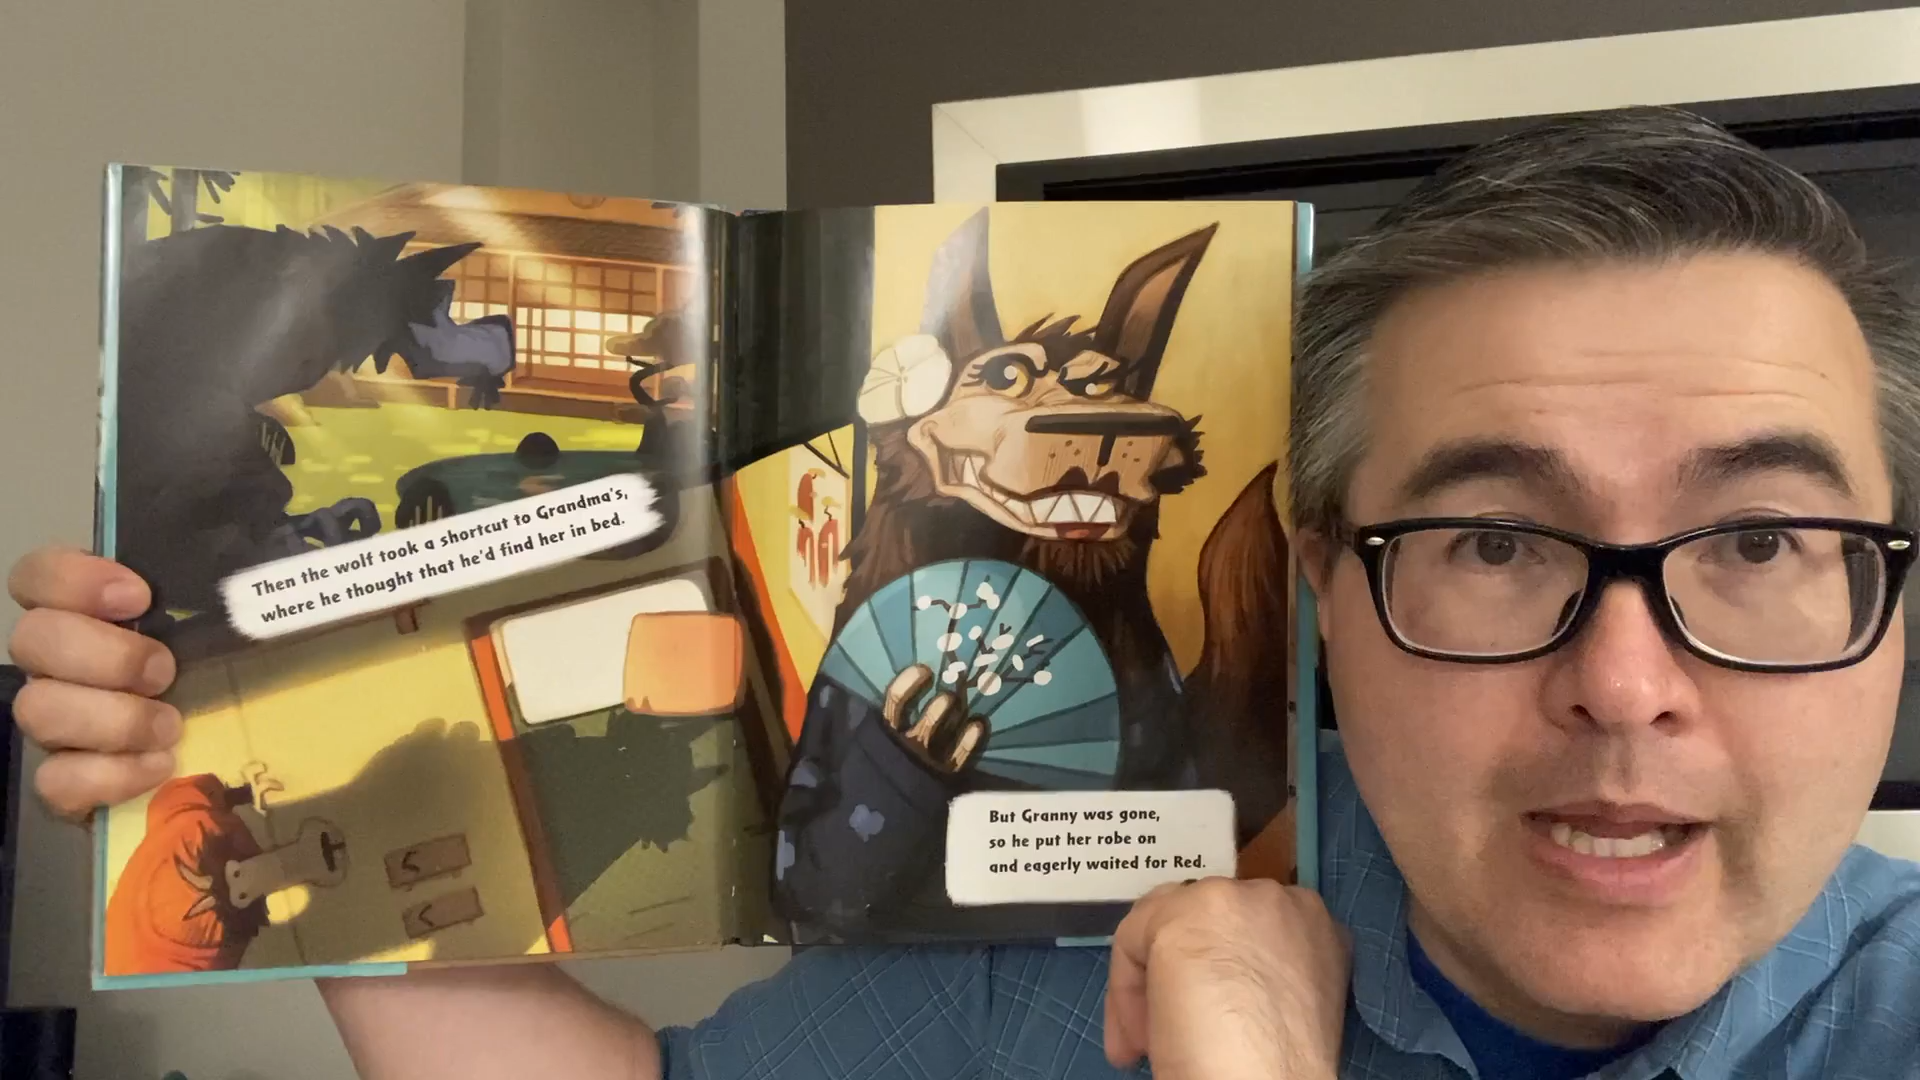 Then the wolf took a shortcut to Grandma's,
where he thought that he'd find her in bed.
But Granny was gone,
so he put her robe on
and eagerly waited for Red.